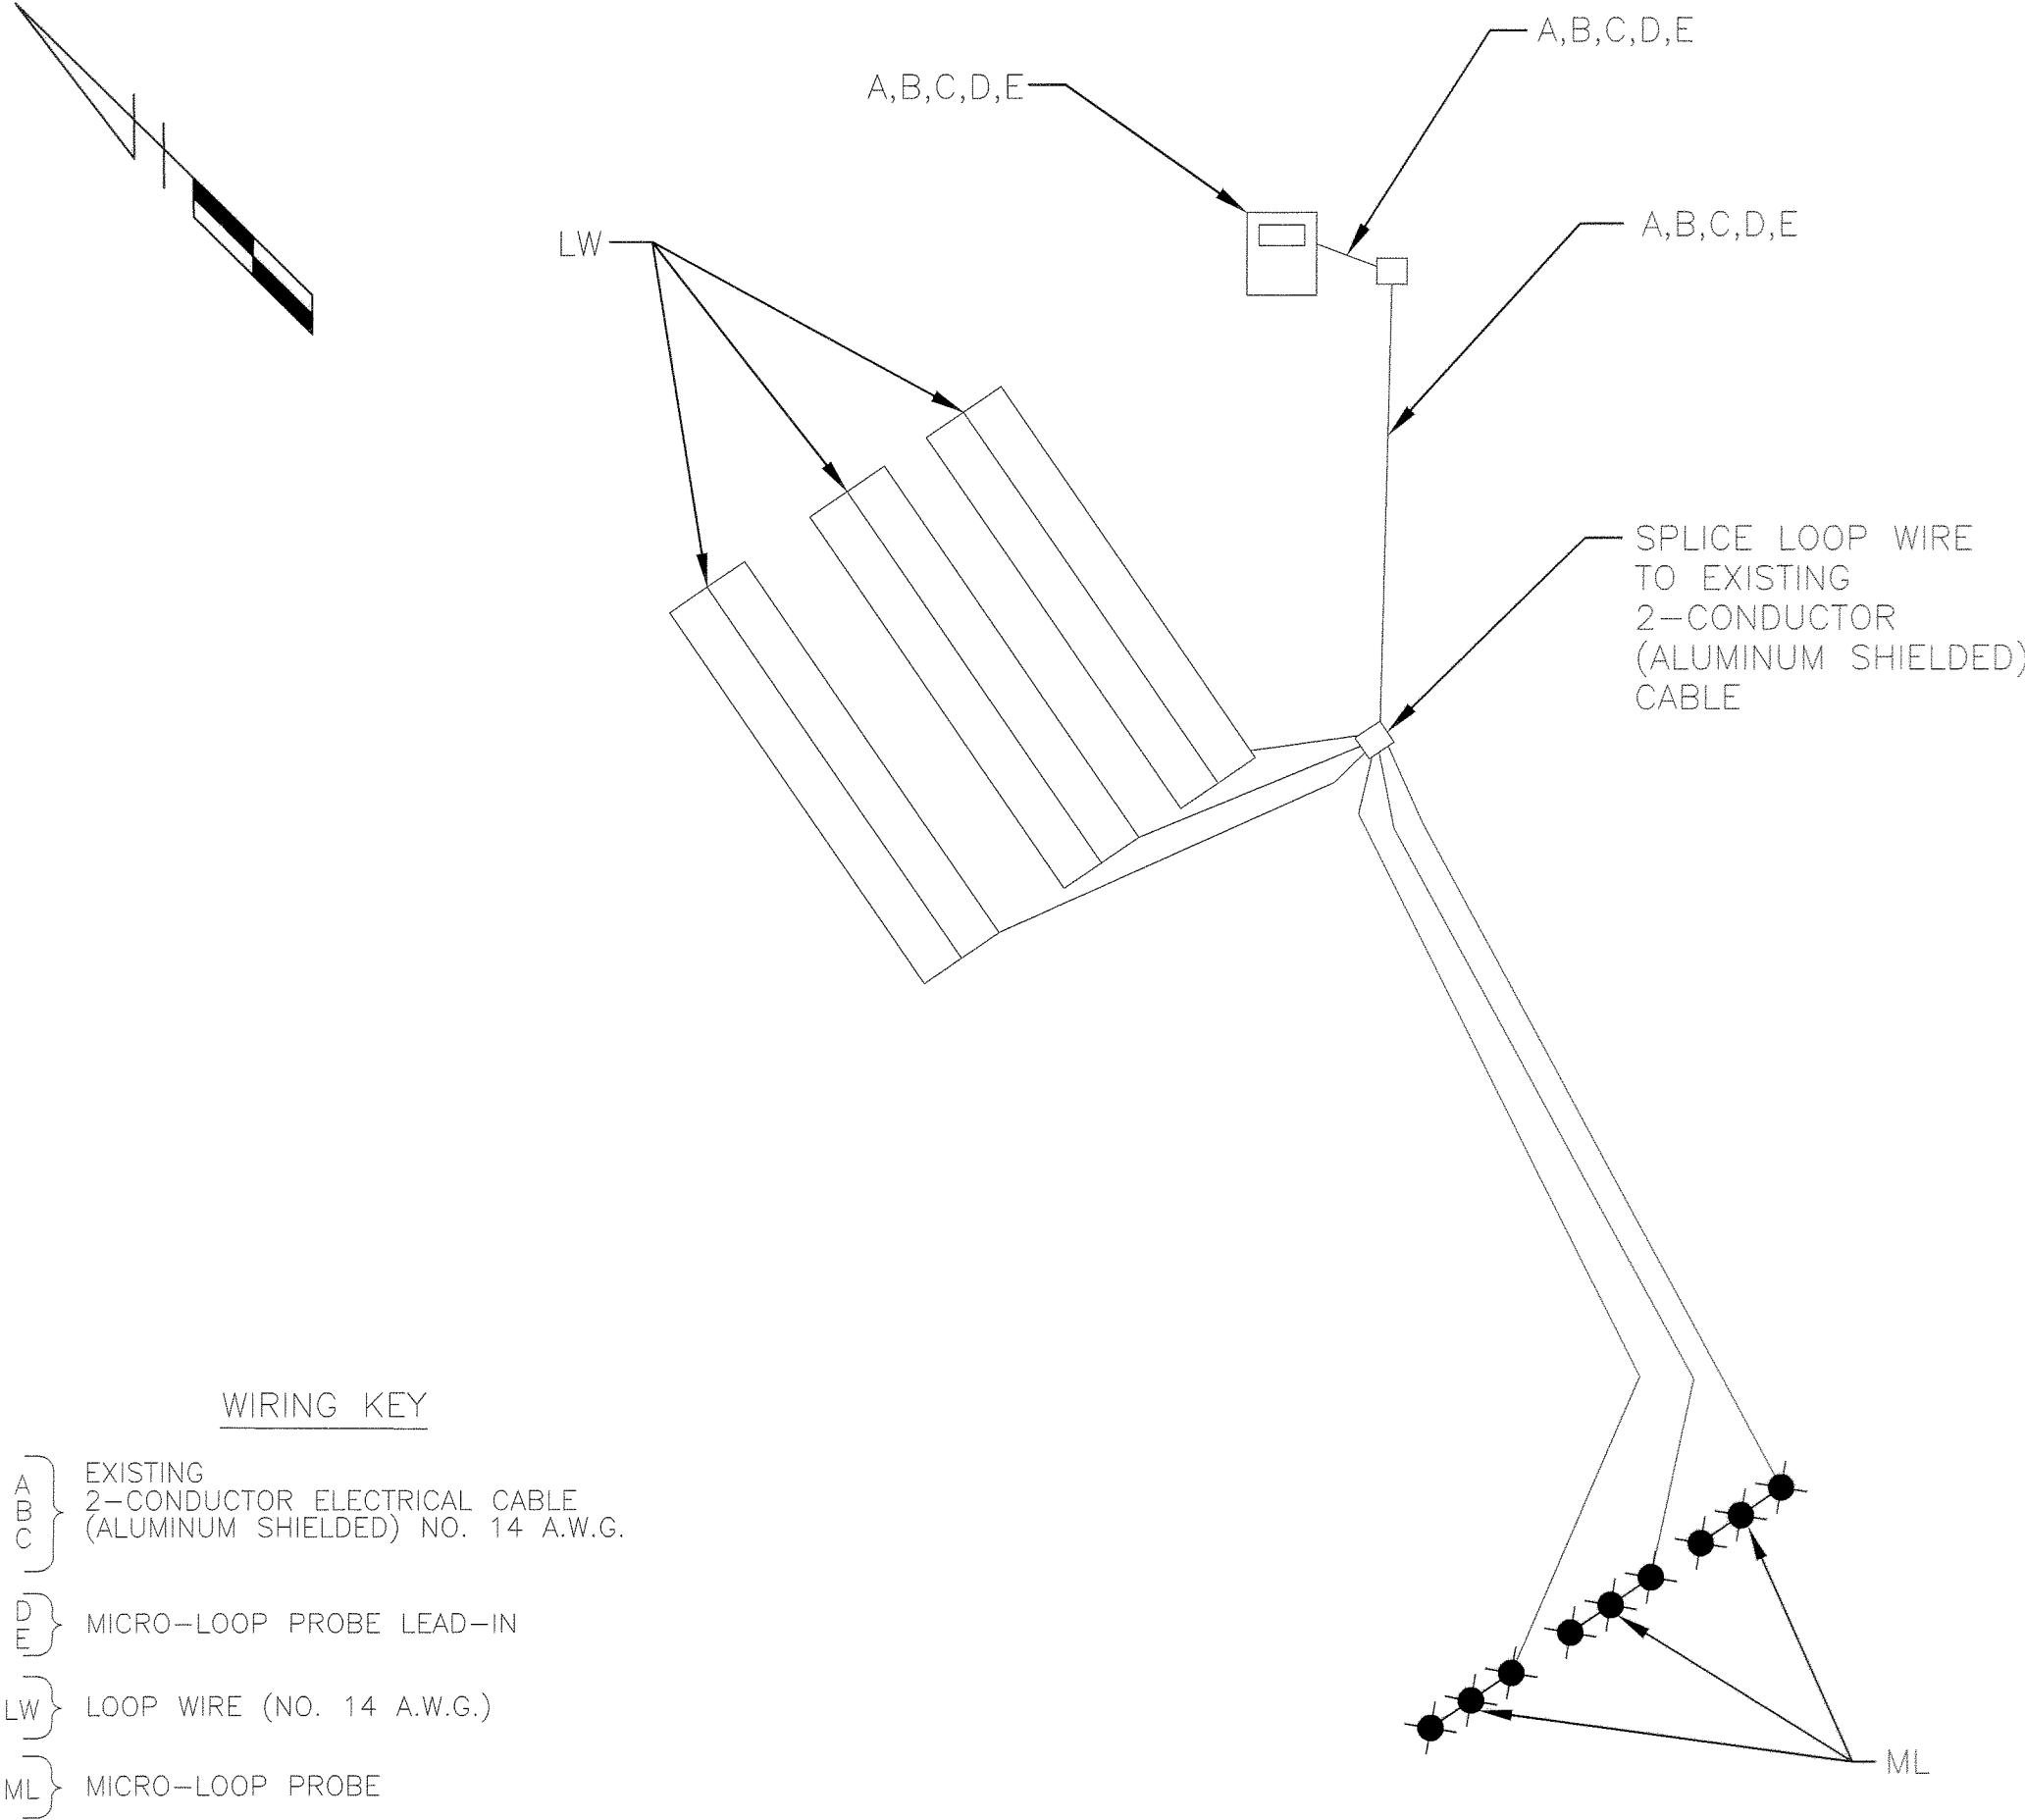 A,B,C,D,E
A,B,C,D,E
LW
A,B,C,D,E
SPLICE LOOP WIRE
TO EXISTING
2-CONDUCTOR
(ALUMINUM SHIELDED)
CABLE
WIRING KEY
A
B
C
EXISTING
2-CONDUCTOR ELECTRICAL CABLE
(ALUMINUM SHIELDED) NO. 14 A.W.G.
D
E
MICRO-LOOP PROBE LEAD-IN
LW
LOOP WIRE (NO. 14 A.W.G.)
ML
MICRO-LOOP PROBE
ML